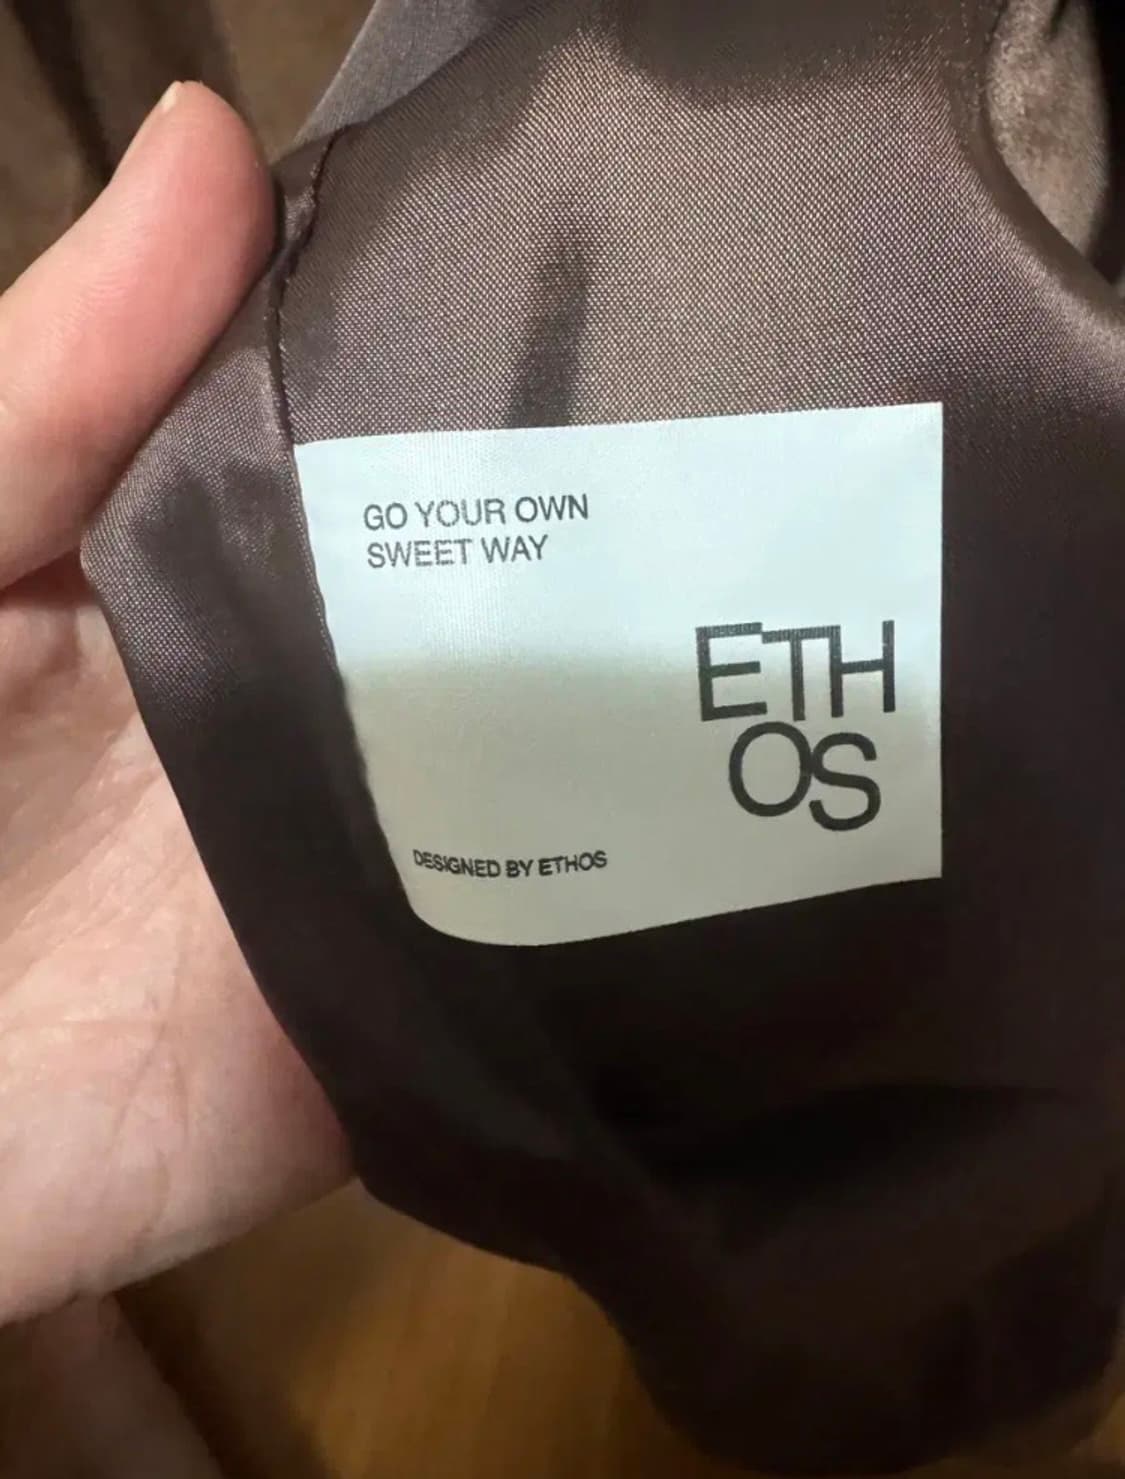 GO YOUR OWN
SWEET WAY
ETH
OS
DESIGNED BY ETHOS